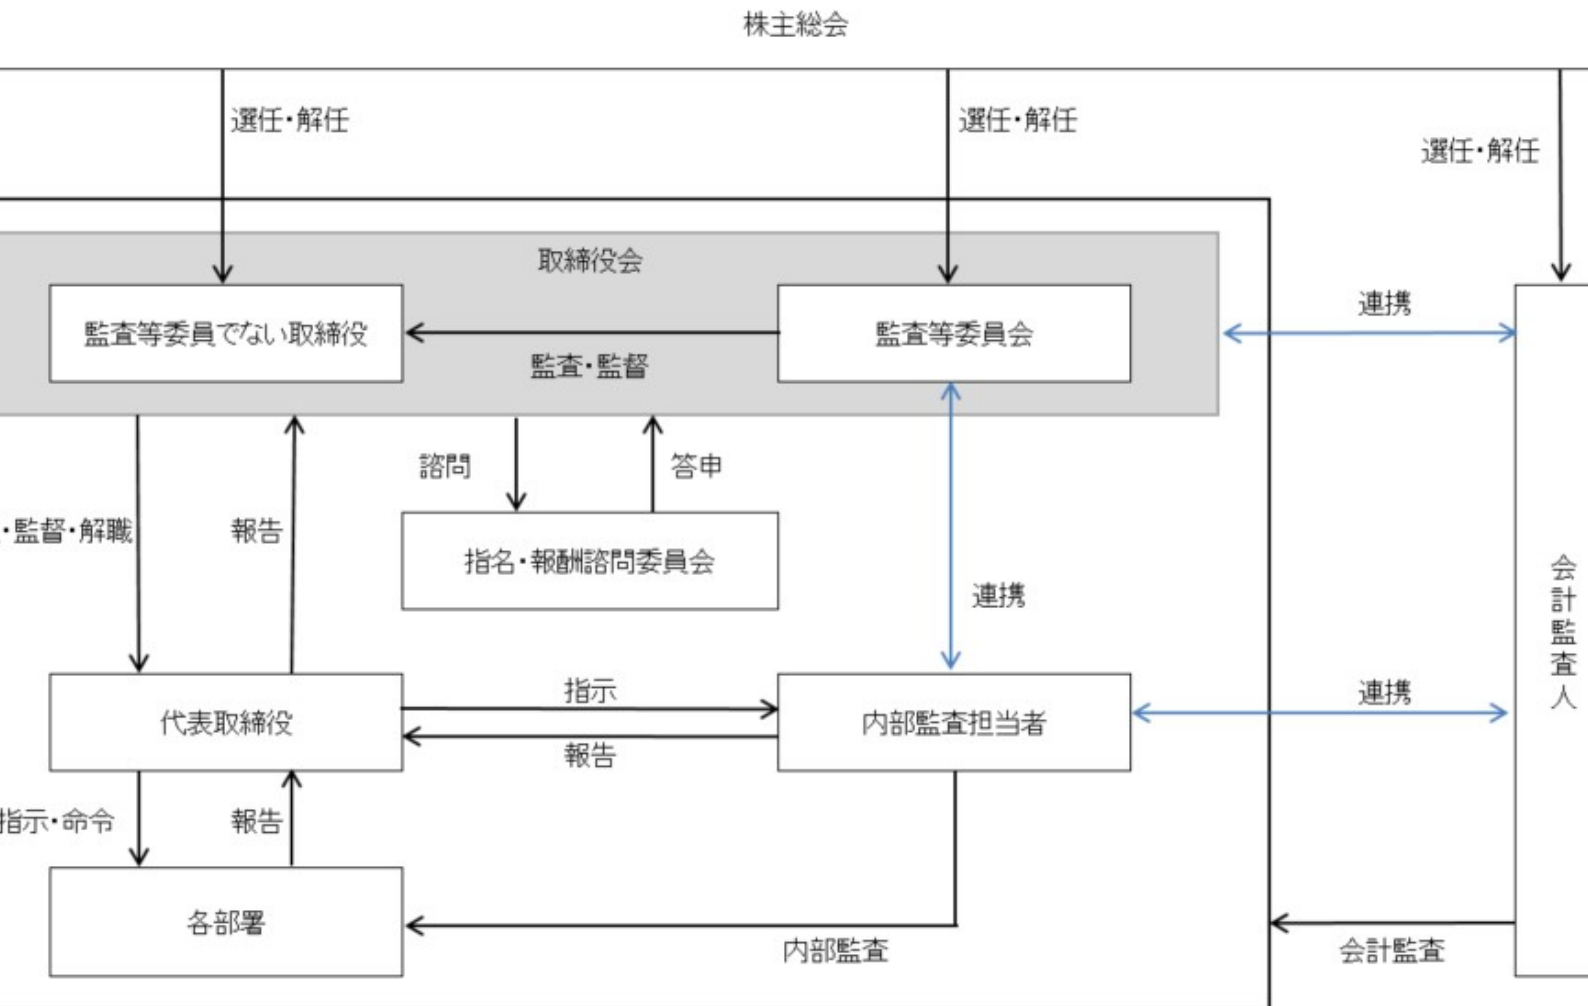 株主総会
選任・解任
選任・解任
選任・解任
取締役会
監査等委員でない取締役
監査等委員会
監査・監督
連携
諮問
答申
・監督・解職
報告
指名・報酬諮問委員会
連携
会計監査人
代表取締役
指示
報告
内部監査担当者
連携
指示・命令
報告
各部署
内部監査
会計監査